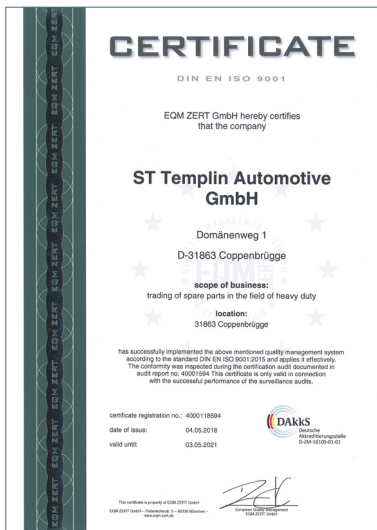 CERTIFICATE
DIN EN ISO 9001
EQM ZERT GmbH hereby certifies
that the company
ST Templin Automotive
GmbH
Domänenweg 1
D-31863 Coppenbrügge
scope of business:
trading of spare parts in the field of heavy duty
location:
31863 Coppenbrügge
has successfully implemented the above mentioned quality management system
according to the standard DIN EN ISO 9001:2015 and applies it effectively.
The conformity was inspected during the certification audit documented in
audit report no. 40001594 This certificate is only valid in connection
with the successful performance of the surveillance audits.
certificate registration no.: 4000118594
date of issue: 04.05.2018
valid until: 03.05.2021
DAkkS
Deutsche
Akkreditierungsstelle
D-ZM-16105-01-01
This certificate is property of EQM ZERT GmbH
www.eqm-zert.de
European Quality Management
EQM ZERT GmbH
EQM ZERT